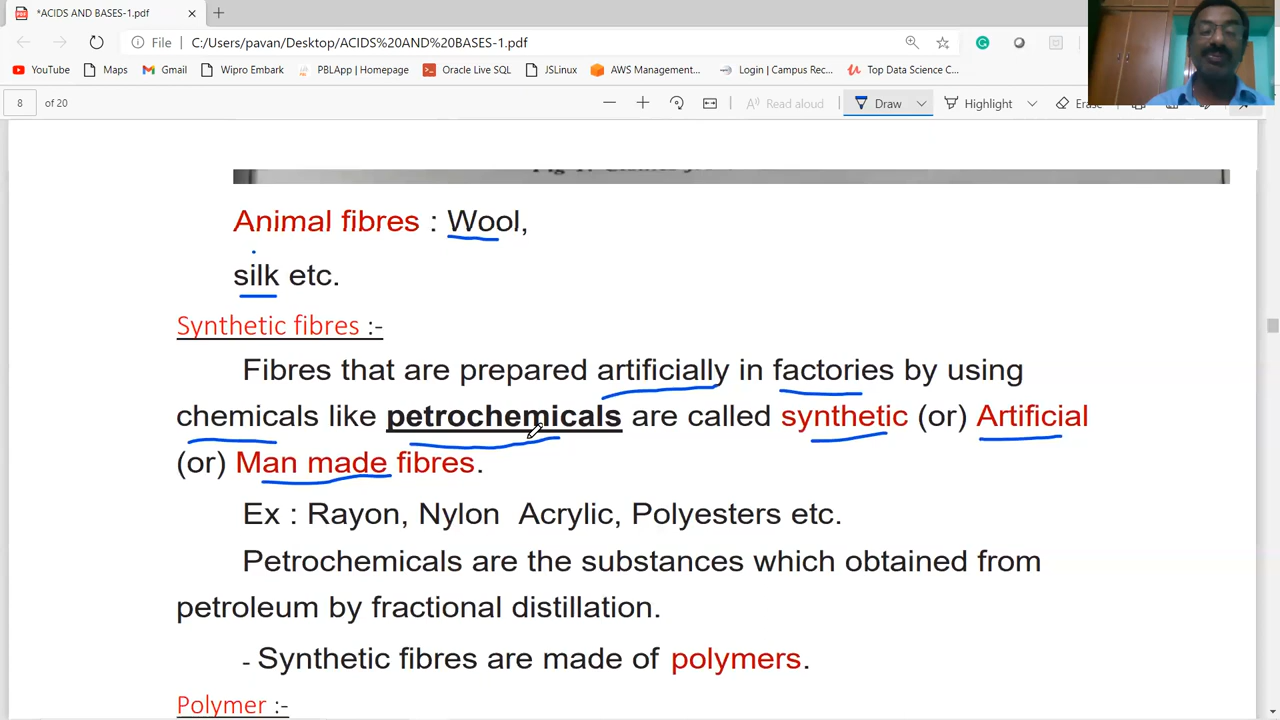 *ACIDS AND BASES-1.pdf
File C:/Users/pavan/Desktop/ACIDS%20AND%20BASES-1.pdf
YouTube Maps Gmail Wipro Embark PBLApp | Homepage Oracle Live SQL JSLinux AWS Management... Login | Campus Rec... Top Data Science C...
8 of 20 Read aloud Draw Highlight
Animal fibres : Wool,
silk etc.
Synthetic fibres :-
Fibres that are prepared artificially in factories by using
chemicals like petrochemicals are called synthetic (or) Artificial
(or) Man made fibres.
Ex : Rayon, Nylon Acrylic, Polyesters etc.
Petrochemicals are the substances which obtained from
petroleum by fractional distillation.
- Synthetic fibres are made of polymers.
Polymer :-